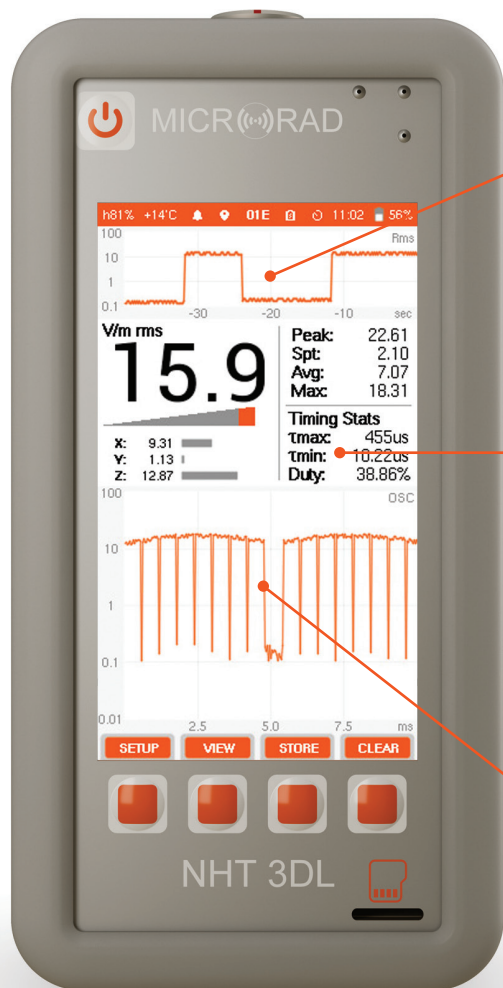 MICRORAD
h81% +14°C 01E 11:02 56%
100
Rms
10
1
0.1
-30 -20 -10 sec
V/m rms
15.9
Peak: 22.61
Spt: 2.10
Avg: 7.07
Max: 18.31
Timing Stats
τmax: 455us
τmin: 10.22us
Duty: 38.86%
X: 9.31
Y: 1.13
Z: 12.87
100
OSC
10
1
0.1
0.01
2.5 5.0 7.5 ms
SETUP VIEW STORE CLEAR
NHT 3DL